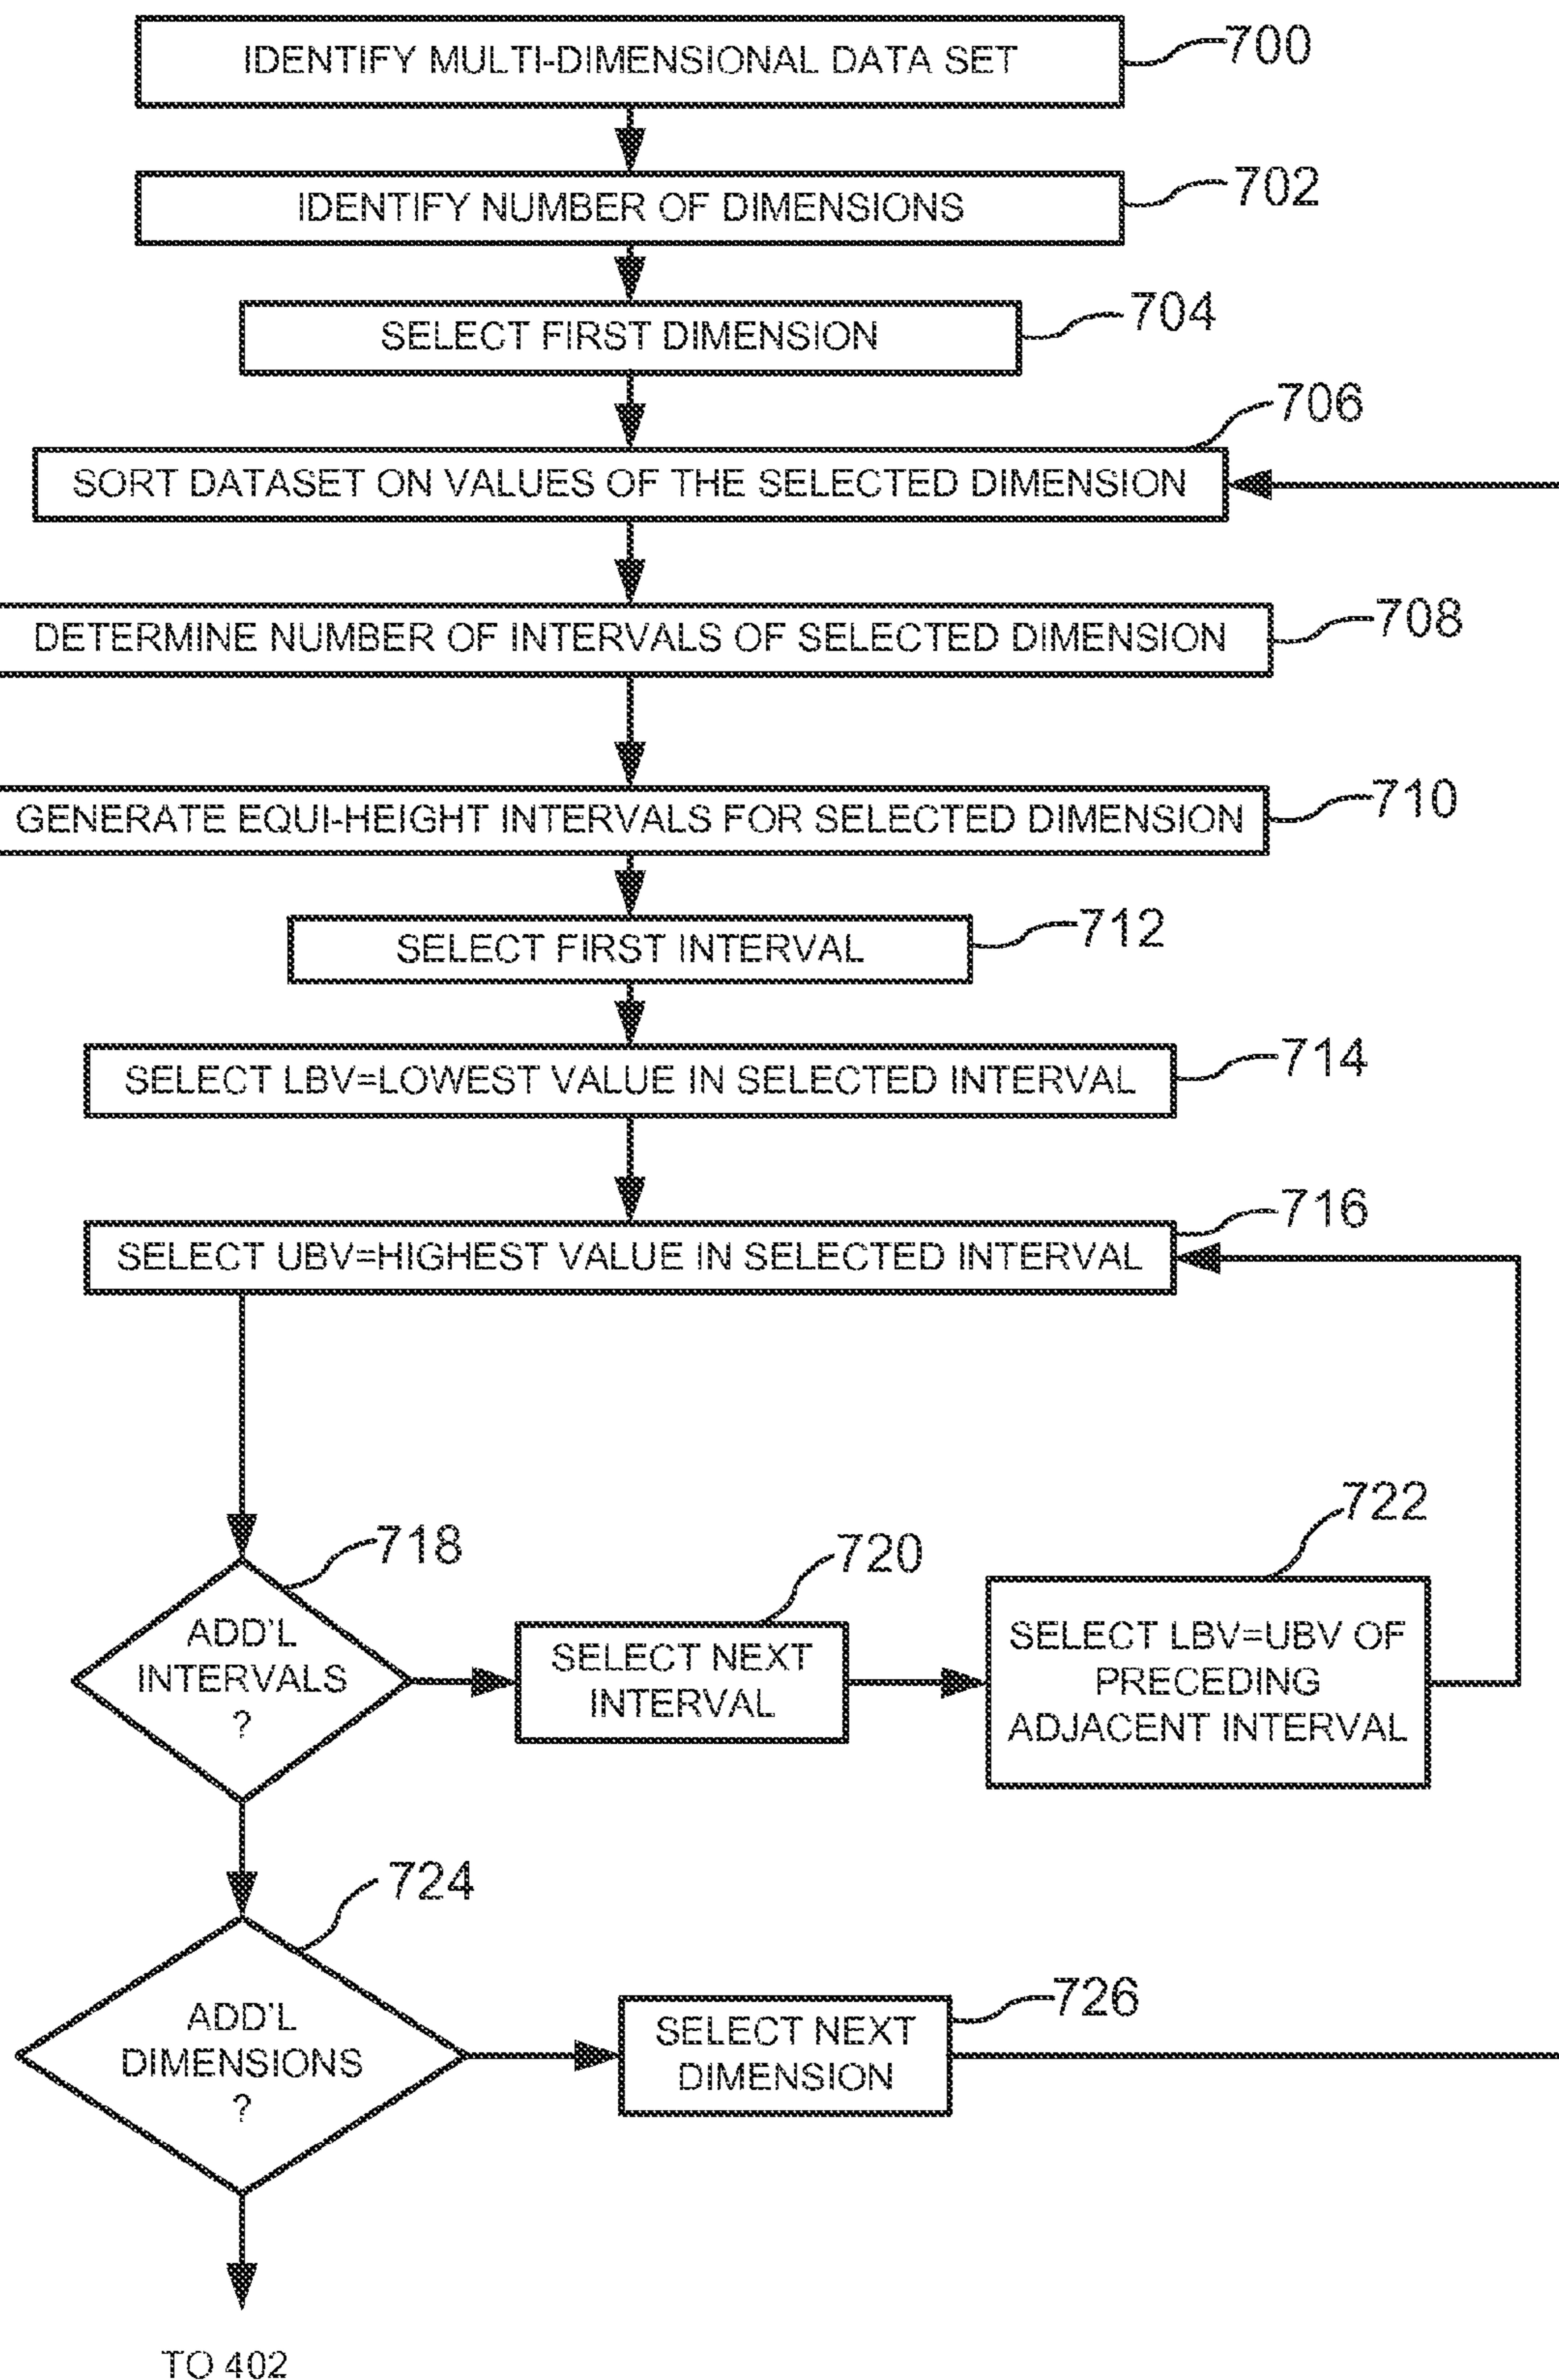 IDENTIFY MULTI-DIMENSIONAL DATA SET
700
IDENTIFY NUMBER OF DIMENSIONS
702
SELECT FIRST DIMENSION
704
706
SORT DATASET ON VALUES OF THE SELECTED DIMENSION
DETERMINE NUMBER OF INTERVALS OF SELECTED DIMENSION
708
GENERATE EQUI-HEIGHT INTERVALS FOR SELECTED DIMENSION
710
SELECT FIRST INTERVAL
712
SELECT LBV=LOWEST VALUE IN SELECTED INTERVAL
714
SELECT UBV=HIGHEST VALUE IN SELECTED INTERVAL
716
718
ADD'L
INTERVALS
?
720
SELECT NEXT
INTERVAL
722
SELECT LBV=UBV OF
PRECEDING
ADJACENT INTERVAL
724
ADD'L
DIMENSIONS
?
726
SELECT NEXT
DIMENSION
TO 402